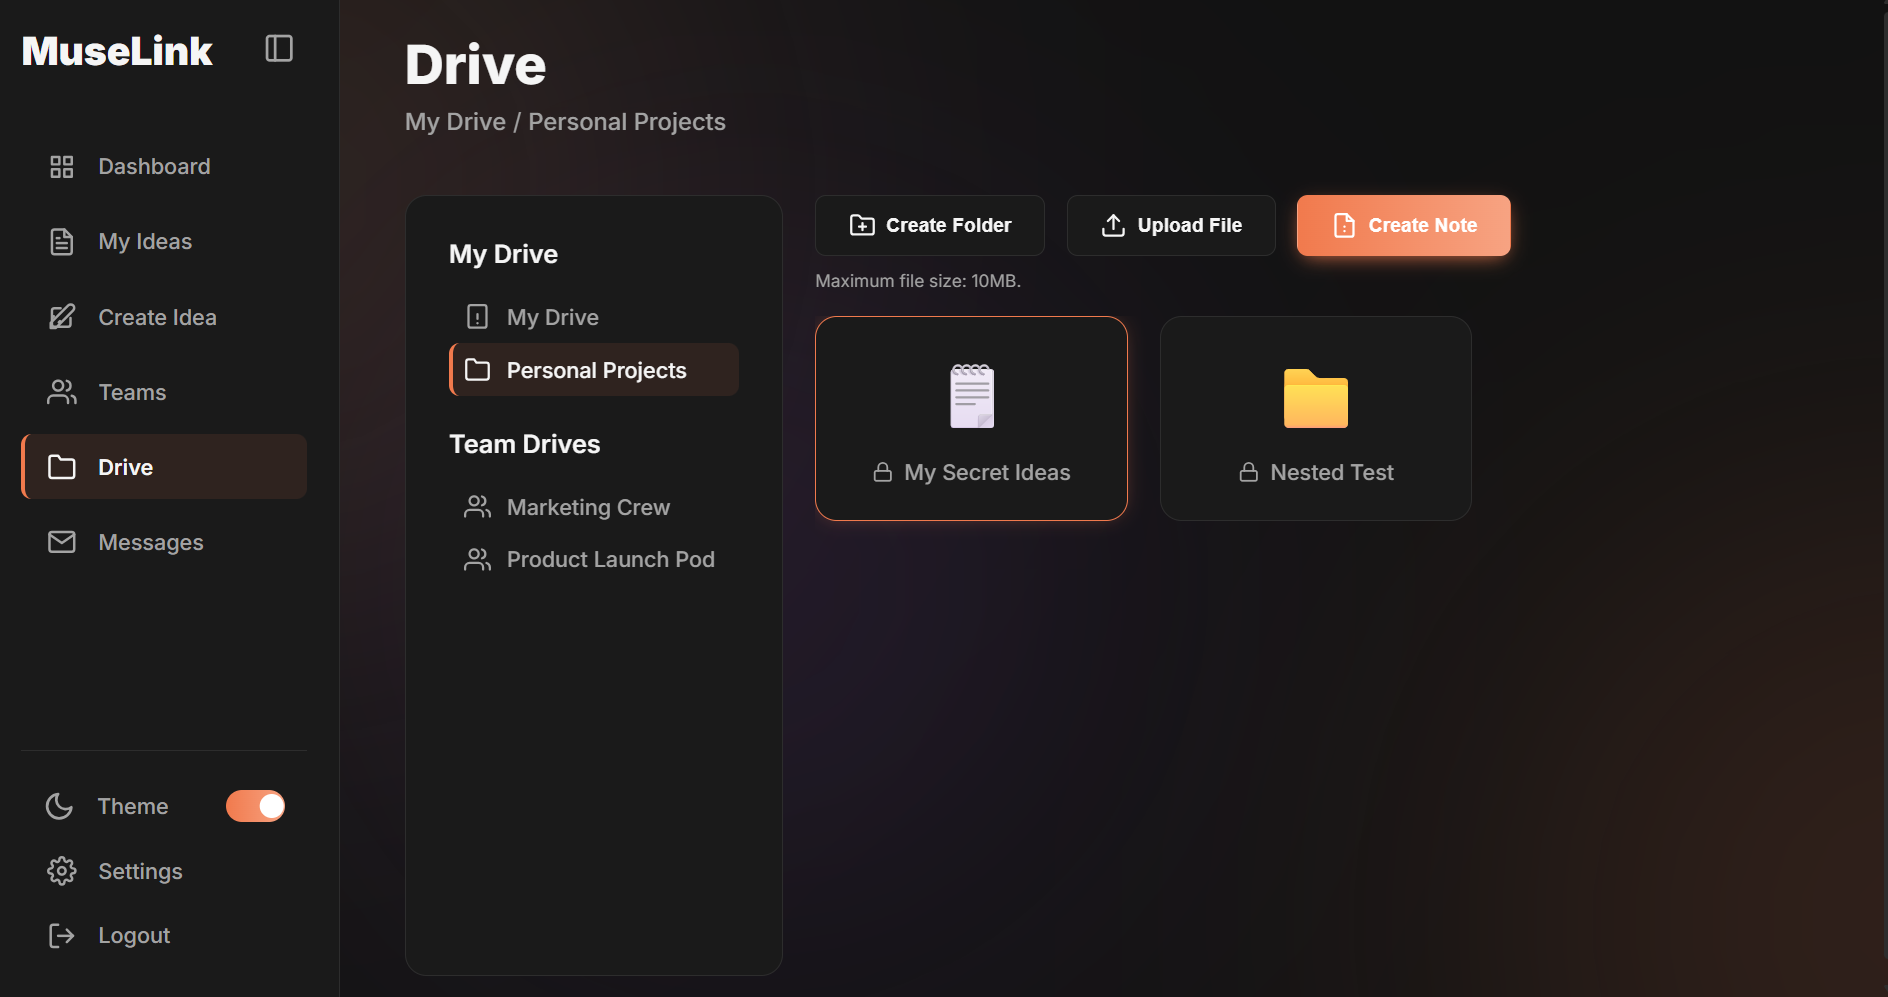 MuseLink
Dashboard
My Ideas
Create Idea
Teams
Drive
Messages
Theme
Settings
Logout
Drive
My Drive / Personal Projects
My Drive
My Drive
Personal Projects
Team Drives
Marketing Crew
Product Launch Pod
Create Folder
Upload File
Create Note
Maximum file size: 10MB.
My Secret Ideas
Nested Test